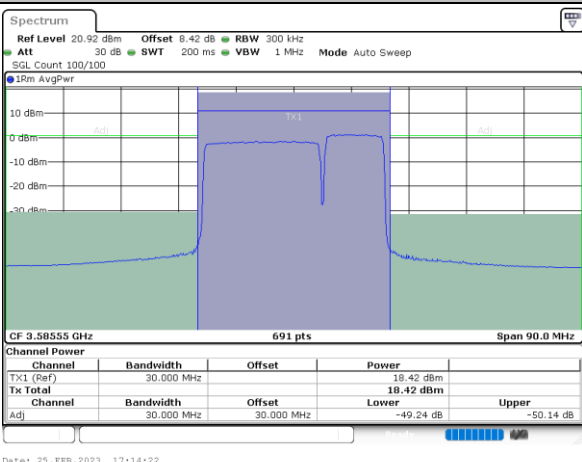 Spectrum
Ref Level 20.92 dBm Offset 8.42 dB RBW 300 kHz
Att 30 dB SWT 200 ms VBW 1 MHz Mode Auto Sweep
SGL Count 100/100
1Rm AvgPwr
10 dBm
TX1
Adj
Adj
0 dBm
-10 dBm
-20 dBm
-30 dBm
CF 3.58555 GHz 691 pts Span 90.0 MHz
Channel Power
Channel Bandwidth Offset Power
TX1 (Ref) 30.000 MHz 18.42 dBm
Tx Total 18.42 dBm
Channel Bandwidth Offset Lower Upper
Adj 30.000 MHz 30.000 MHz -49.24 dB -50.14 dB
Ready
Date: 25.FEB.2023 17:14:22